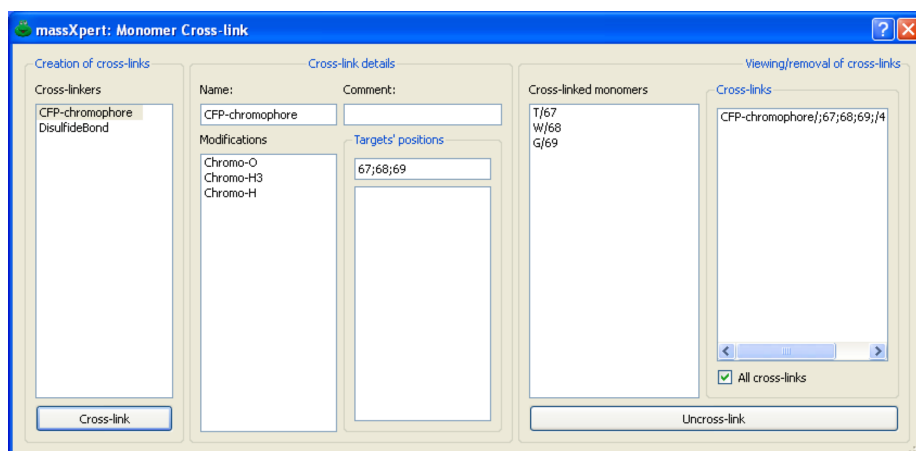 massXpert: Monomer Cross-link
Creation of cross-links
Cross-linkers
CFP-chromophore
DisulfideBond
Cross-link
Cross-link details
Name:
CFP-chromophore
Comment:
Modifications
Chromo-O
Chromo-H3
Chromo-H
Targets' positions
67;68;69
Viewing/removal of cross-links
Cross-linked monomers
T/67
W/68
G/69
Cross-links
CFP-chromophore/;67;68;69;/4
All cross-links
Uncross-link